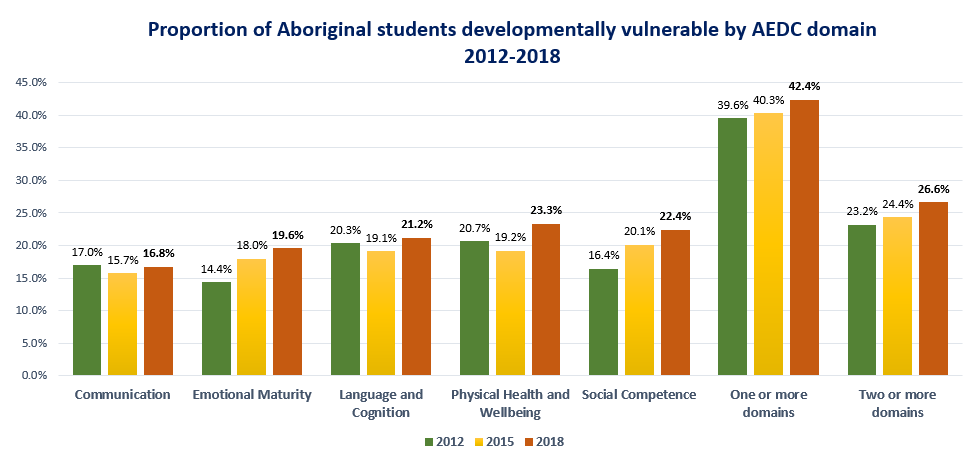 Proportion of Aboriginal students developmentally vulnerable by AEDC domain
2012-2018
45.0%
40.0%
35.0%
30.0%
25.0%
20.0%
15.0%
10.0%
5.0%
0.0%
17.0% 15.7% 16.8%
14.4% 18.0% 19.6%
20.3% 19.1% 21.2%
20.7% 19.2% 23.3%
16.4% 20.1% 22.4%
39.6% 40.3% 42.4%
23.2% 24.4% 26.6%
Communication
Emotional Maturity
Language and
Cognition
Physical Health and
Wellbeing
Social Competence
One or more
domains
Two or more
domains
2012 2015 2018